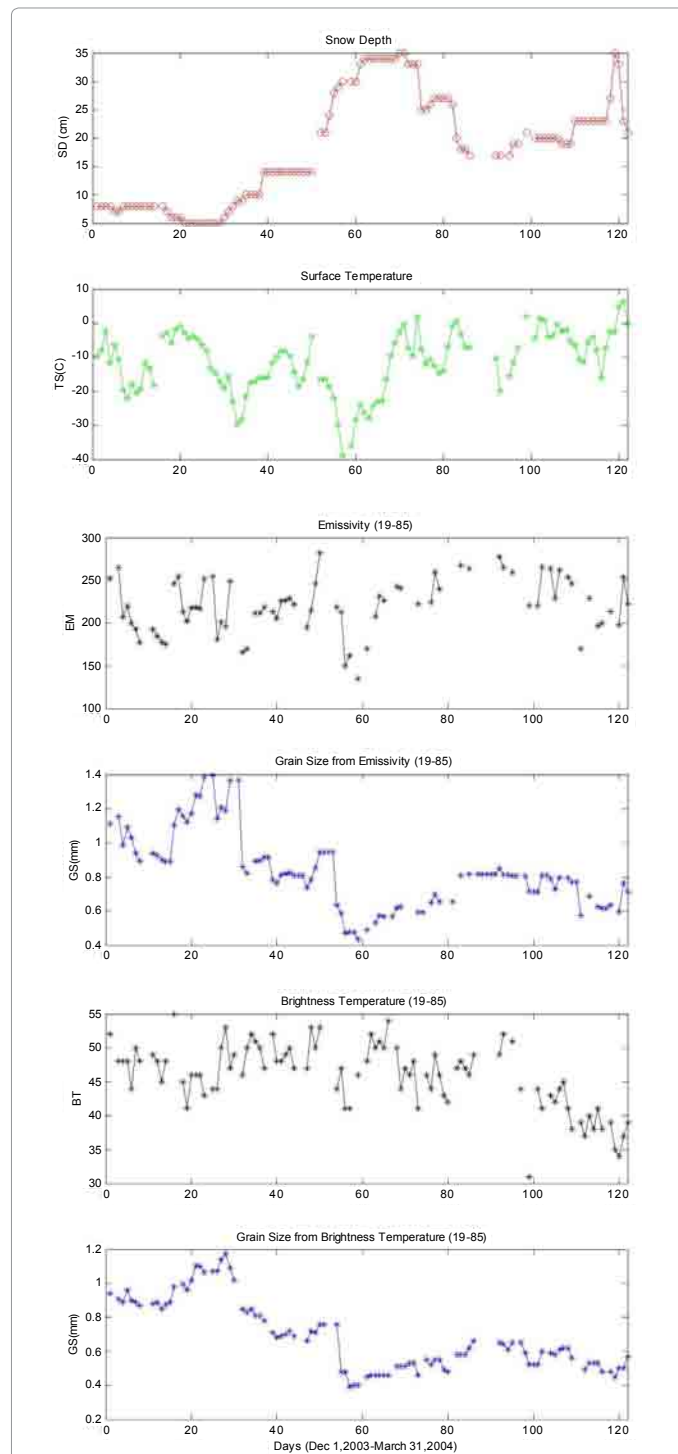 Snow Depth
35
30
25
20
15
10
5
SD (cm)
0 20 40 60 80 100 120
Surface Temperature
10
0
-10
-20
-30
-40
TS(C)
0 20 40 60 80 100 120
Emissivity (19-85)
300
250
200
150
100
EM
0 20 40 60 80 100 120
Grain Size from Emissivity (19-85)
1.4
1.2
1
0.8
0.6
0.4
GS(mm)
0 20 40 60 80 100 120
Brightness Temperature (19-85)
55
50
45
40
35
30
BT
0 20 40 60 80 100 120
Grain Size from Brightness Temperature (19-85)
1.2
1
0.8
0.6
0.4
0.2
GS(mm)
0 20 40 60 80 100 120
Days (Dec 1,2003-March 31,2004)